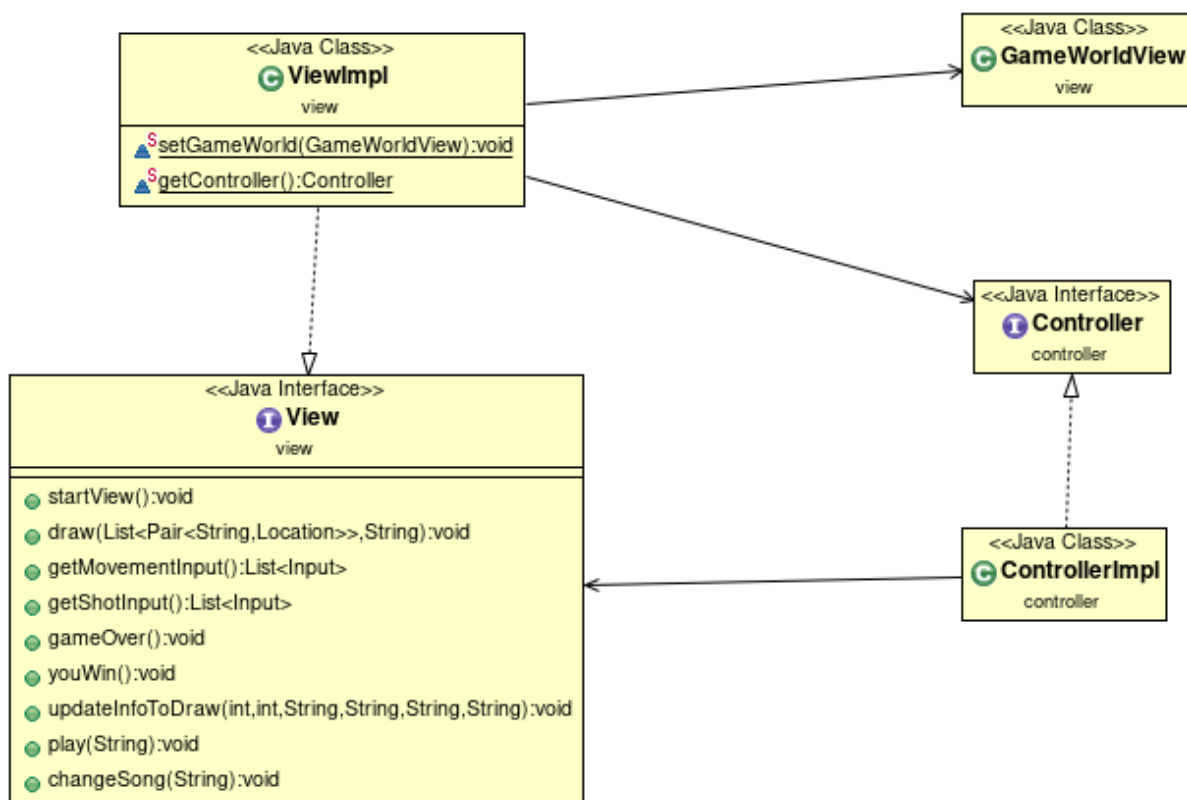 <<Java Class>>
ViewImpl
view
setGameWorld(GameWorldView):void
getController():Controller
<<Java Class>>
GameWorldView
view
<<Java Interface>>
Controller
controller
<<Java Interface>>
View
view
startView():void
draw(List<Pair<String,Location>>,String):void
getMovementInput():List<Input>
getShotInput():List<Input>
gameOver():void
youWin():void
updateInfoToDraw(int,int,String,String,String,String):void
play(String):void
changeSong(String):void
<<Java Class>>
ControllerImpl
controller